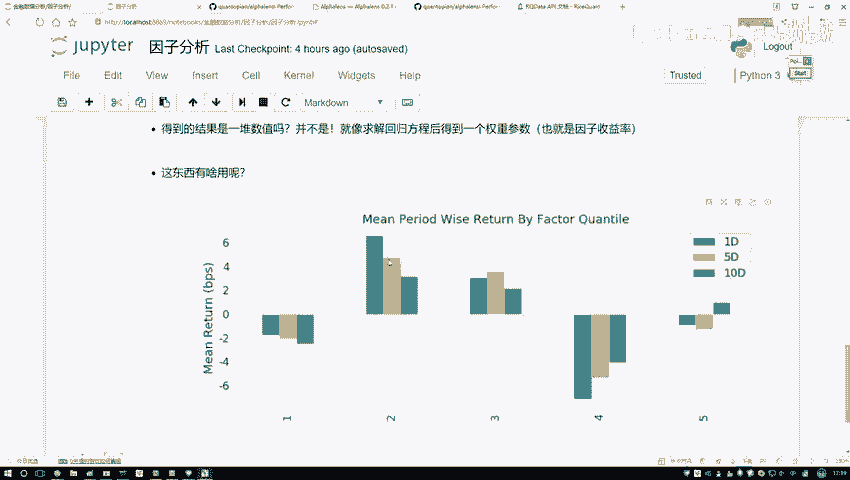 http://localhost:8889/notebooks/
jupyter 因子分析 Last Checkpoint: 4 hours ago (autosaved)
Logout
File Edit View Insert Cell Kernel Widgets Help
Trusted
Python 3
Start
Markdown
得到的结果是一堆数值吗？并不是！就像求解回归方程后得到一个权重参数（也就是因子收益率）
这东西有啥用呢？
Mean Period Wise Return By Factor Quantile
1D
5D
10D
Mean Return (bps)
6
4
2
0
-2
-4
-6
1 2 3 4 5